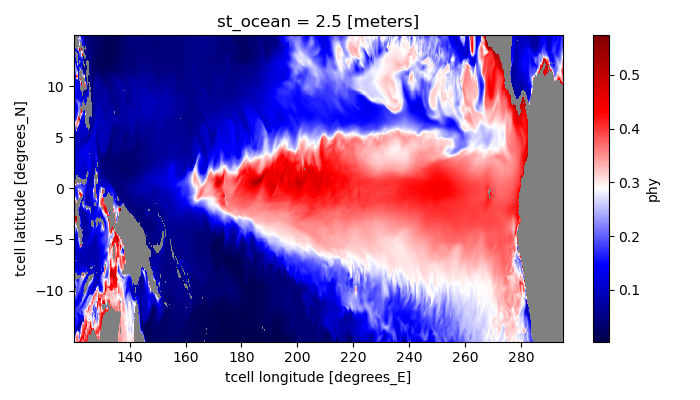 st_ocean = 2.5 [meters]
tcell latitude [degrees_N]
10
5
0
−5
−10
140 160 180 200 220 240 260 280
tcell longitude [degrees_E]
0.5
0.4
0.3
0.2
0.1
phy